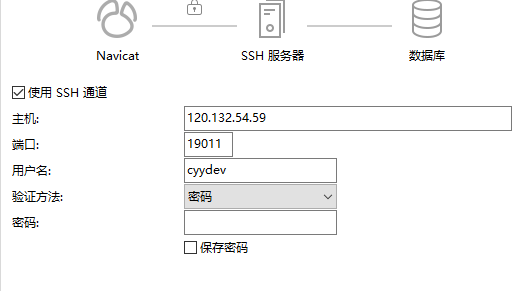 Navicat SSH 服务器 数据库
使用 SSH 通道
主机: 120.132.54.59
端口: 19011
用户名: cyydev
验证方法: 密码
密码:
保存密码